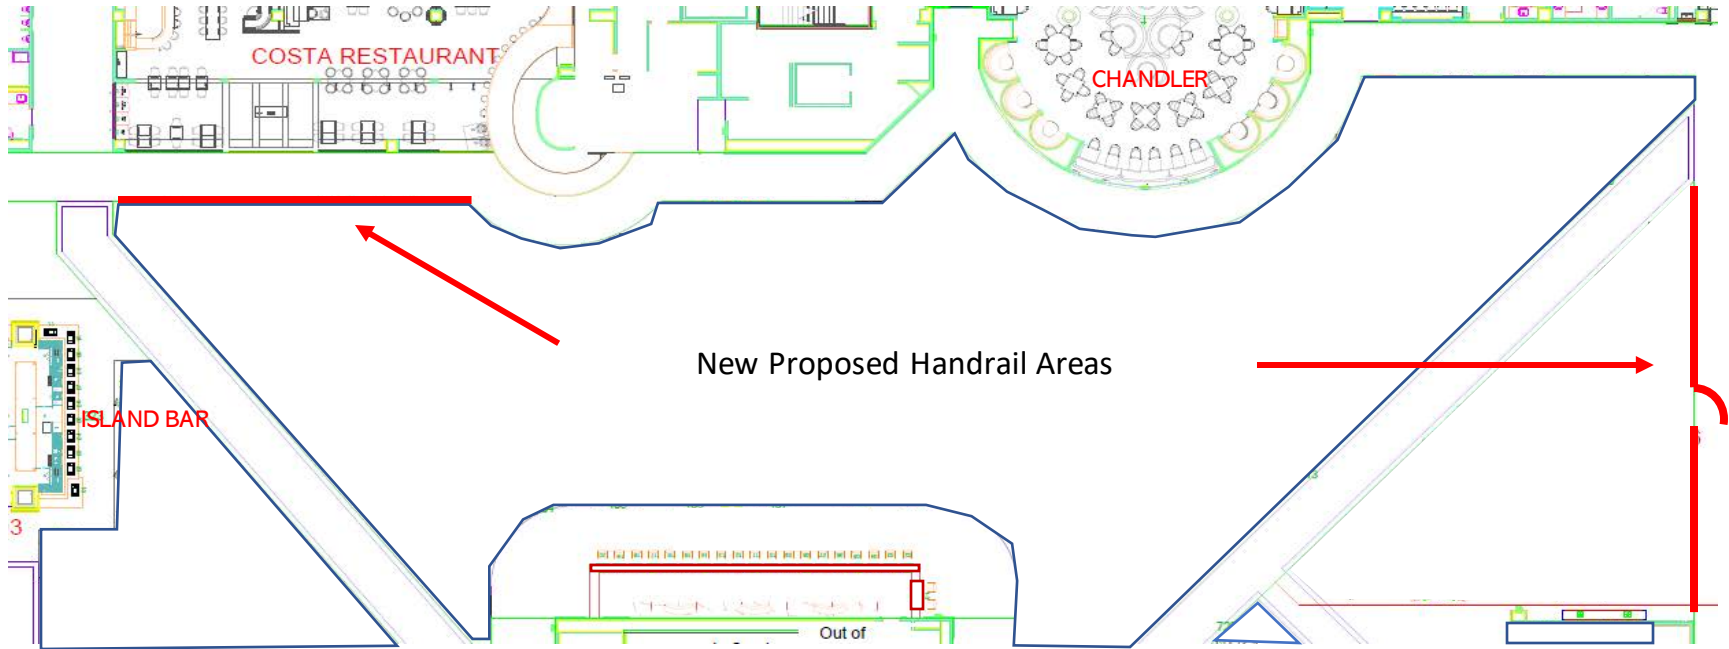 COSTA RESTAURANT
CHANDLER
New Proposed Handrail Areas
ISLAND BAR
3
Out of